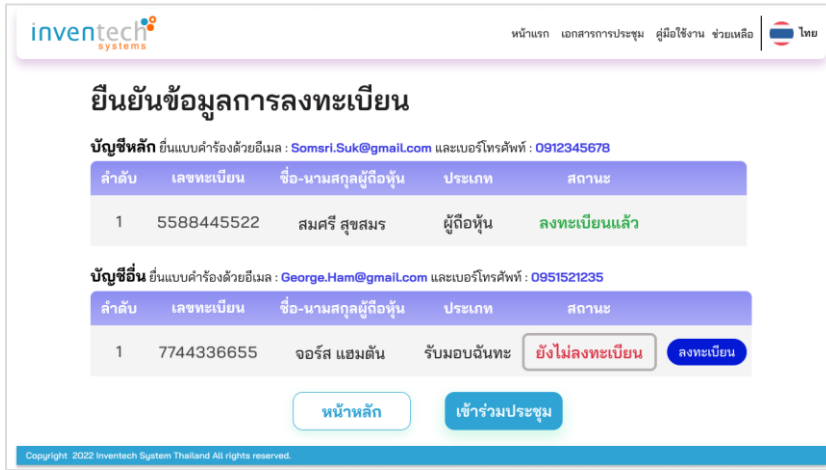 inventech
systems
หน้าแรก เอกสารการประชุม คู่มือใช้งาน ช่วยเหลือ ไทย
ยืนยันข้อมูลการลงทะเบียน
บัญชีหลัก ยื่นแบบคำร้องด้วยอีเมล : Somsri.Suk@gmail.com และเบอร์โทรศัพท์ : 0912345678
ลำดับ เลขทะเบียน ชื่อ-นามสกุลผู้ถือหุ้น ประเภท สถานะ
1 5588445522 สมศรี สุขสมร ผู้ถือหุ้น ลงทะเบียนแล้ว
บัญชีอื่น ยื่นแบบคำร้องด้วยอีเมล : George.Ham@gmail.com และเบอร์โทรศัพท์ : 0951521235
ลำดับ เลขทะเบียน ชื่อ-นามสกุลผู้ถือหุ้น ประเภท สถานะ
1 7744336655 จอร์ส แฮมตัน รับมอบฉันทะ ยังไม่ลงทะเบียน ลงทะเบียน
หน้าหลัก เข้าร่วมประชุม
Copyright 2022 Inventech System Thailand All rights reserved.